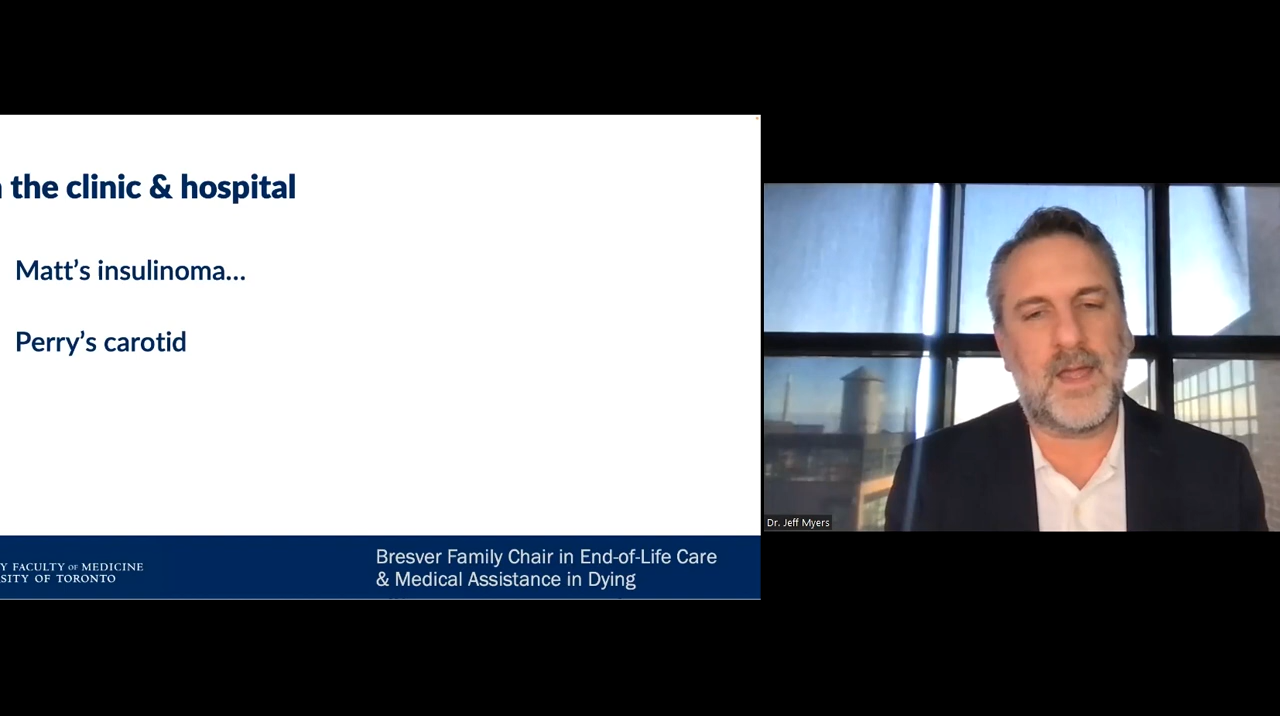 the clinic & hospital
Matt’s insulinoma...
Perry’s carotid
Y FACULTY OF MEDICINE
SITY OF TORONTO
Bresver Family Chair in End-of-Life Care
& Medical Assistance in Dying
Dr. Jeff Myers